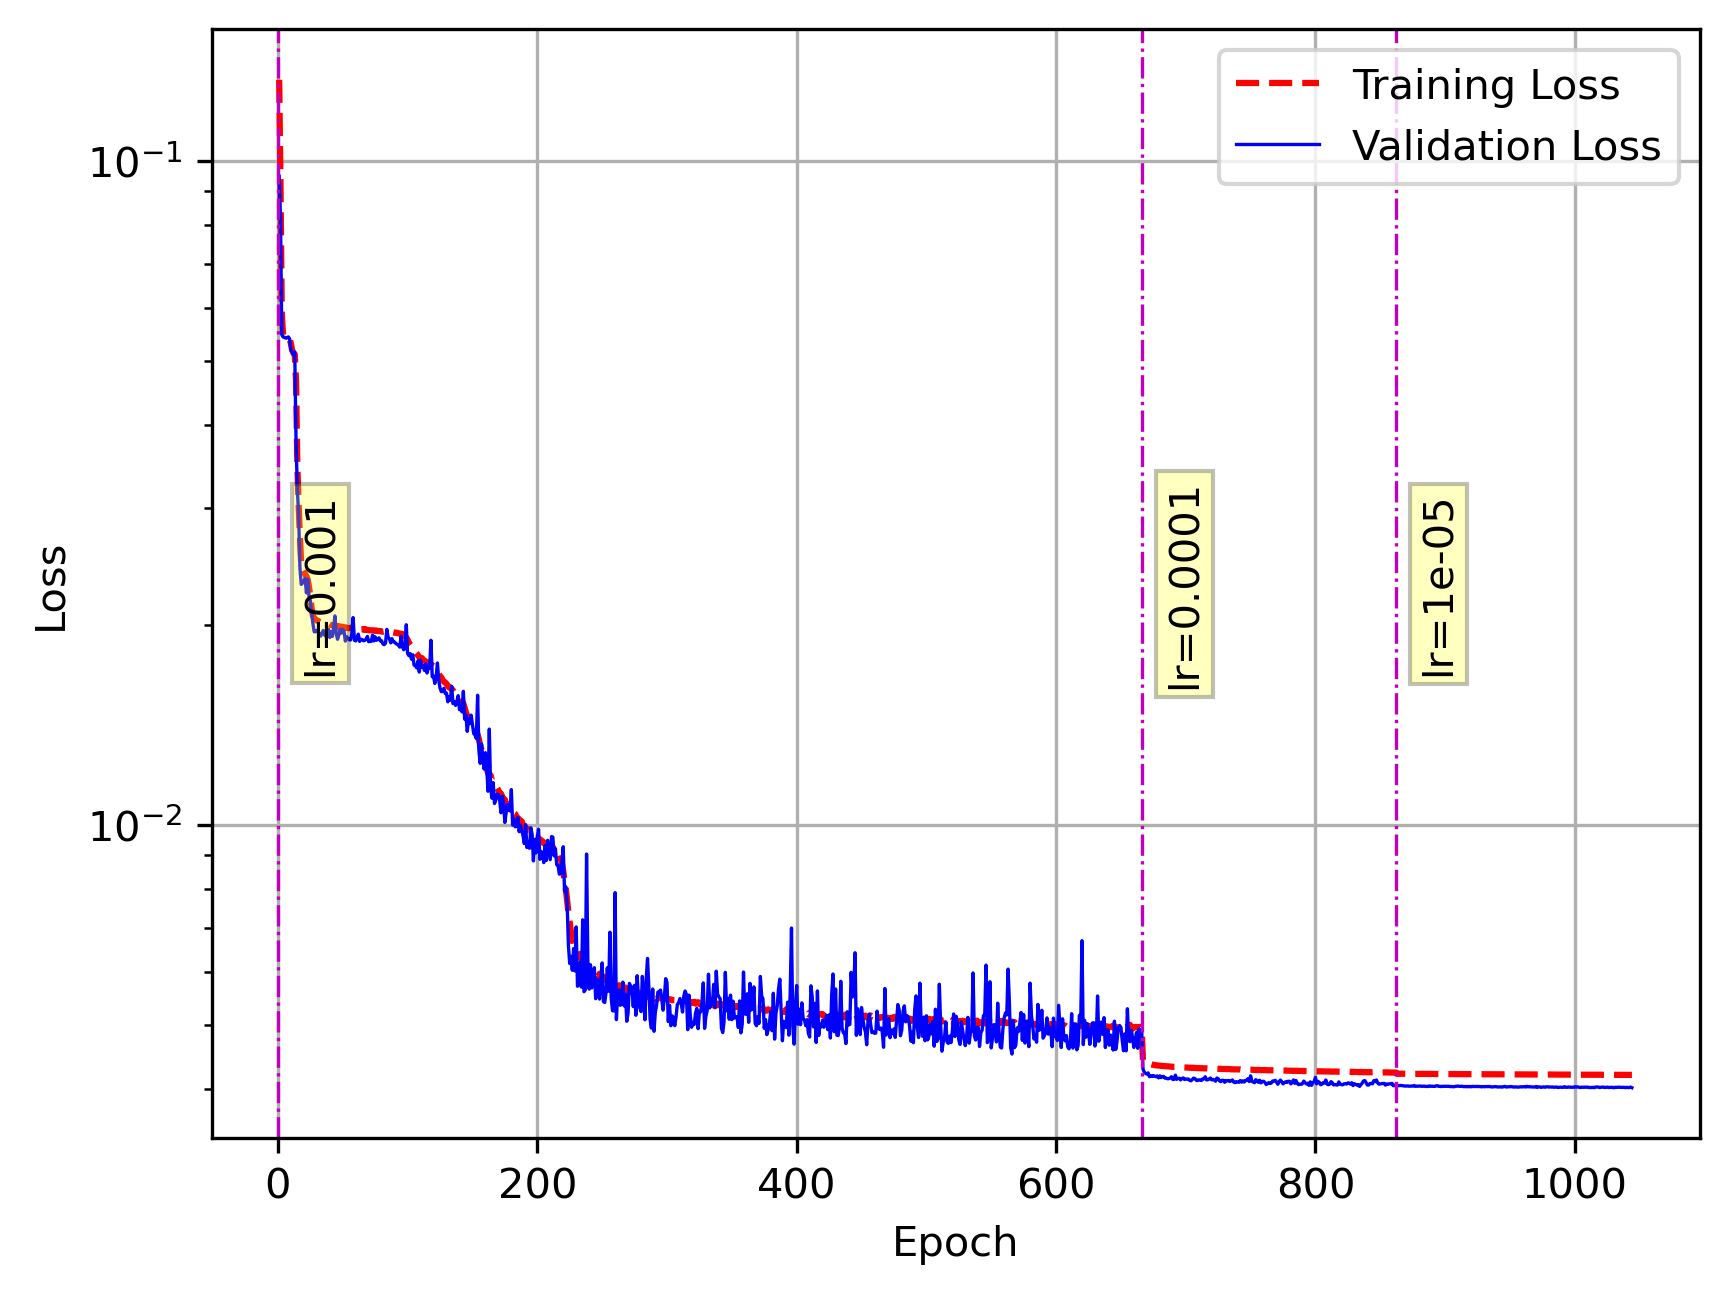 Training Loss
Validation Loss
10⁻¹
10⁻²
Loss
lr=0.001
lr=0.0001
lr=1e-05
0 200 400 600 800 1000
Epoch